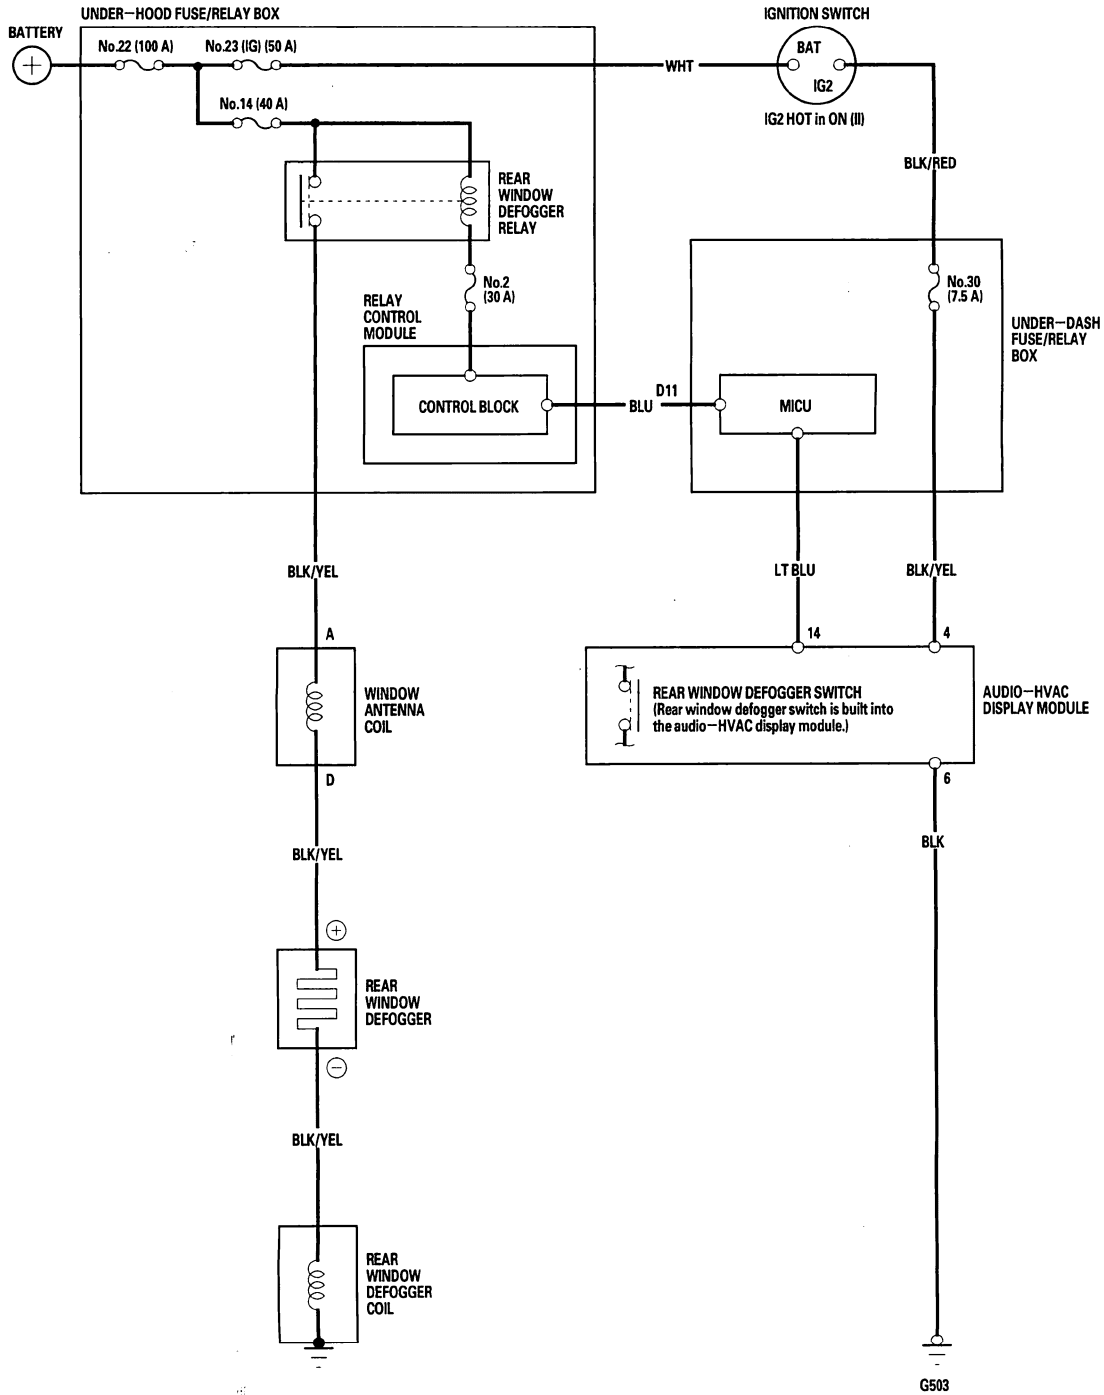 UNDER-HOOD FUSE/RELAY BOX
IGNITION SWITCH
BATTERY
No.22 (100 A)
No.23 (IG) (50 A)
BAT
WHT
IG2
No.14 (40 A)
IG2 HOT in ON (II)
BLK/RED
REAR
WINDOW
DEFOGGER
RELAY
No.2
(30 A)
No.30
(7.5 A)
RELAY
CONTROL
MODULE
UNDER-DASH
FUSE/RELAY
BOX
CONTROL BLOCK
BLU
D11
MICU
BLK/YEL
LT BLU
BLK/YEL
A
14
4
WINDOW
ANTENNA
COIL
REAR WINDOW DEFOGGER SWITCH
(Rear window defogger switch is built into
the audio-HVAC display module.)
AUDIO-HVAC
DISPLAY MODULE
D
6
BLK
BLK/YEL
+
REAR
WINDOW
DEFOGGER
−
BLK/YEL
REAR
WINDOW
DEFOGGER
COIL
G503